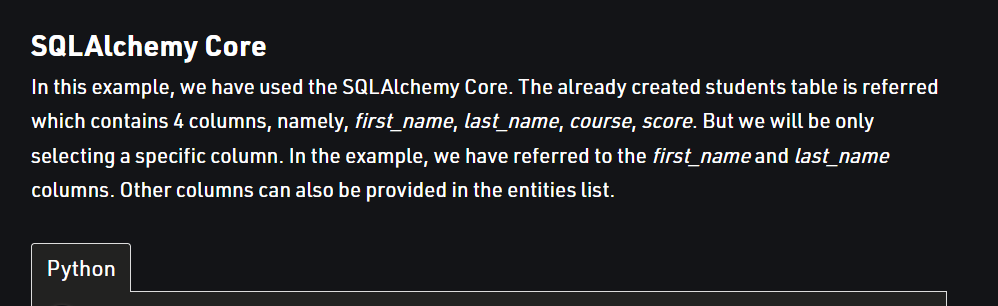 SQLAlchemy Core
In this example, we have used the SQLAlchemy Core. The already created students table is referred
which contains 4 columns, namely, first_name, last_name, course, score. But we will be only
selecting a specific column. In the example, we have referred to the first_name and last_name
columns. Other columns can also be provided in the entities list.
Python